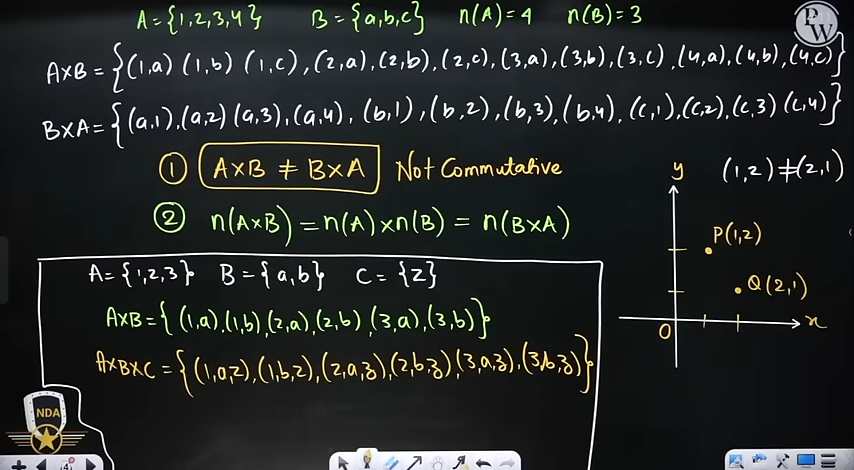 A={1,2,3,4} B={a,b,c} n(A)=4 n(B)=3
PW
A×B={(1,a) (1,b) (1,c),(2,a),(2,b),(2,c),(3,a),(3,b),(3,c),(4,a),(4,b),(4,c)}
B×A={(a,1),(a,2)(a,3),(a,4),(b,1),(b,2),(b,3),(b,4),(c,1),(c,2),(c,3)(c,4)}
① A×B ≠ B×A Not Commutative
② n(A×B)=n(A)×n(B)=n(B×A)
y (1,2)≠(2,1)
P(1,2)
Q(2,1)
O x
A={1,2,3} B={a,b} C={z}
A×B={(1,a),(1,b),(2,a),(2,b),(3,a),(3,b)}
A×B×C={(1,a,z),(1,b,z),(2,a,z),(2,b,z),(3,a,z),(3,b,z)}
NDA
4